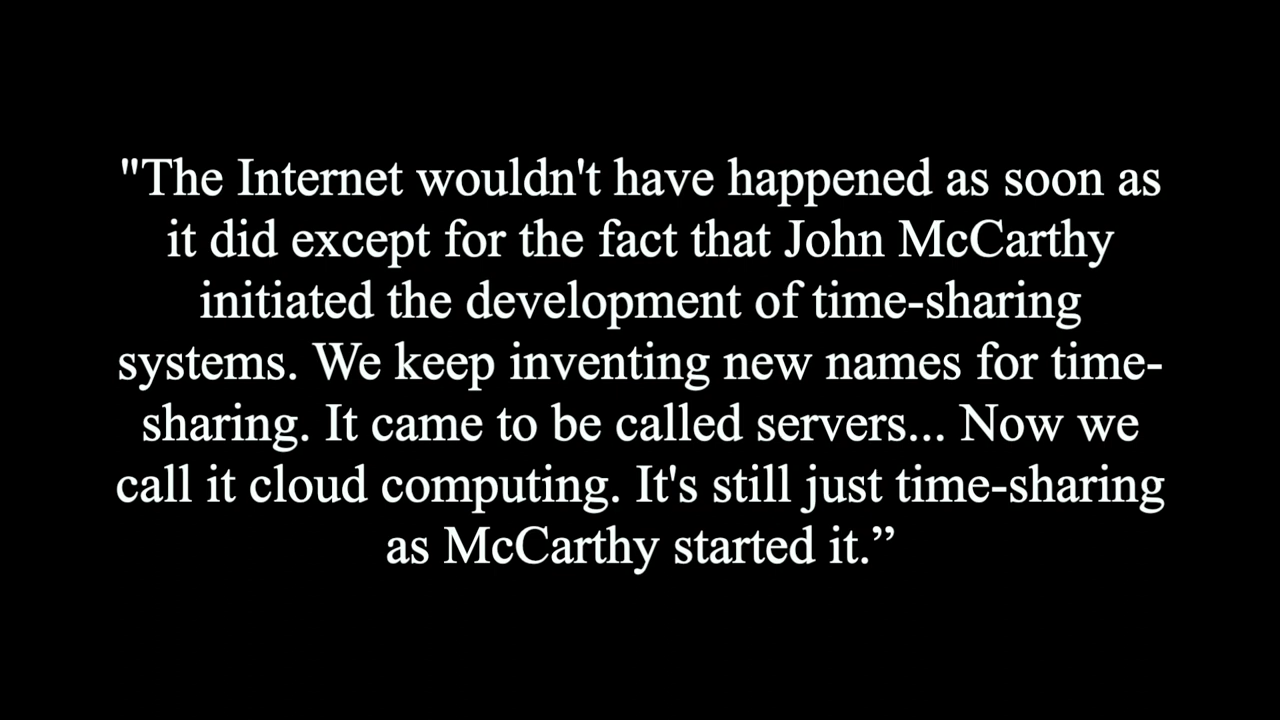 "The Internet wouldn't have happened as soon as
it did except for the fact that John McCarthy
initiated the development of time-sharing
systems. We keep inventing new names for time-
sharing. It came to be called servers... Now we
call it cloud computing. It's still just time-sharing
as McCarthy started it.”